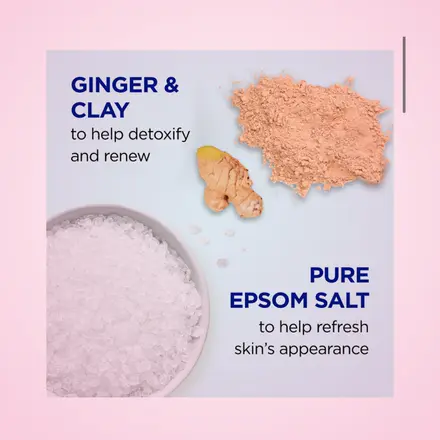 GINGER &
CLAY
to help detoxify
and renew
PURE
EPSOM SALT
to help refresh
skin's appearance